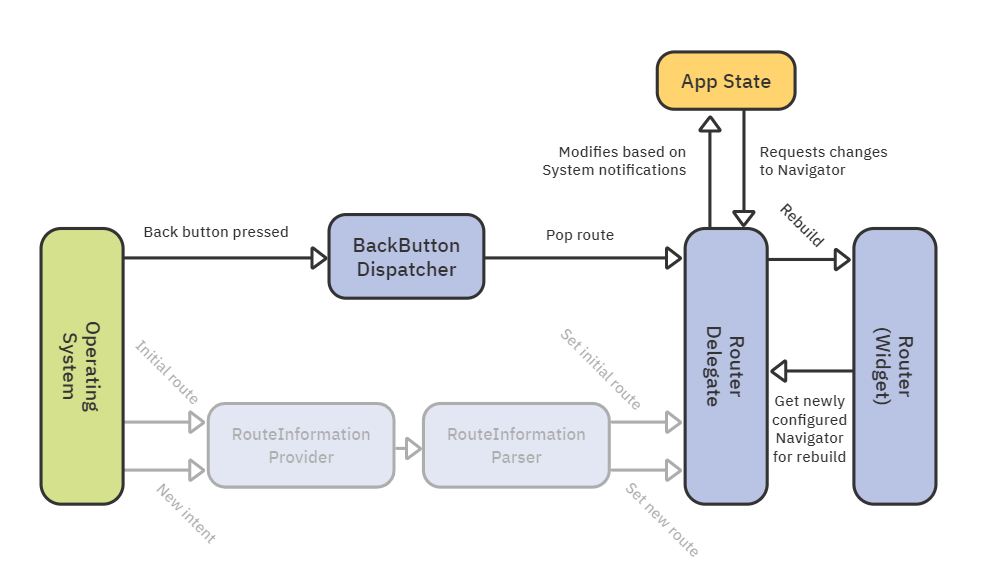 App State
Modifies based on
System notifications
Requests changes
to Navigator
Rebuild
Back button pressed
BackButton
Dispatcher
Pop route
Operating
System
Initial route
New intent
RouteInformation
Provider
RouteInformation
Parser
Set initial route
Set new route
Router
Delegate
Get newly
configured
Navigator
for rebuild
Router
(Widget)